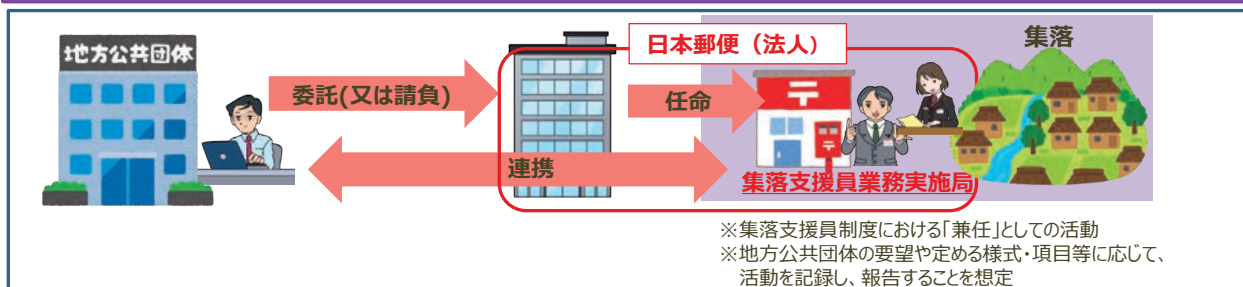 地方公共団体
委託(又は請負)
日本郵便（法人）
任命
集落
連携
集落支援員業務実施局
※集落支援員制度における「兼任」としての活動
※地方公共団体の要望や定める様式・項目等に応じて、
活動を記録し、報告することを想定